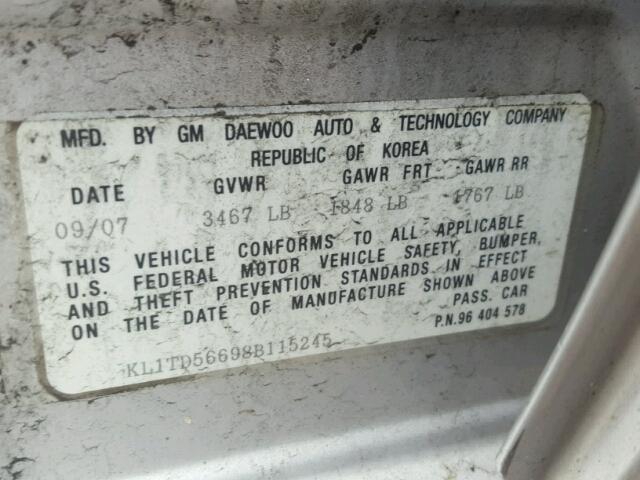 MFD. BY GM DAEWOO AUTO & TECHNOLOGY COMPANY
REPUBLIC OF KOREA
DATE GVWR GAWR FRT GAWR RR
09/07 3467 LB 1848 LB 1767 LB
THIS VEHICLE CONFORMS TO ALL APPLICABLE
U.S. FEDERAL MOTOR VEHICLE SAFETY, BUMPER,
AND THEFT PREVENTION STANDARDS IN EFFECT
ON THE DATE OF MANUFACTURE SHOWN ABOVE
PASS. CAR
KL1TD56698B115245 P.N.96 404 578